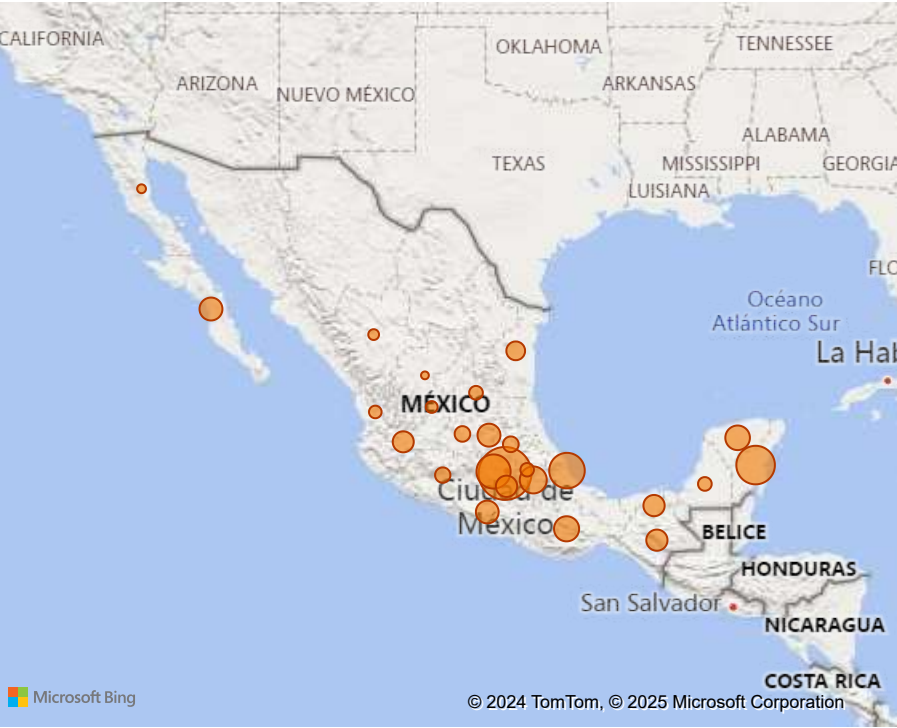 CALIFORNIA
OKLAHOMA
TENNESSEE
ARIZONA
NUEVO MÉXICO
ARKANSAS
ALABAMA
TEXAS
MISSISSIPPI
GEORGIA
LUISIANA
FLO
Océano
Atlántico Sur
La Hab
MÉXICO
Ciudad de
México
BELICE
HONDURAS
San Salvador
NICARAGUA
COSTA RICA
Microsoft Bing
© 2024 TomTom, © 2025 Microsoft Corporation